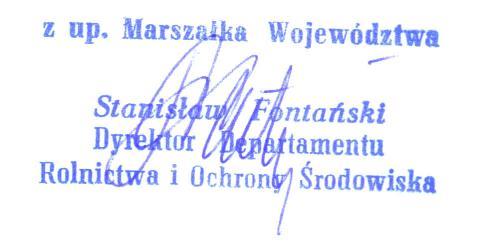 z up. Marszałka Województwa
Stanisław Fontański
Dyrektor Departamentu
Rolnictwa i Ochrony Środowiska